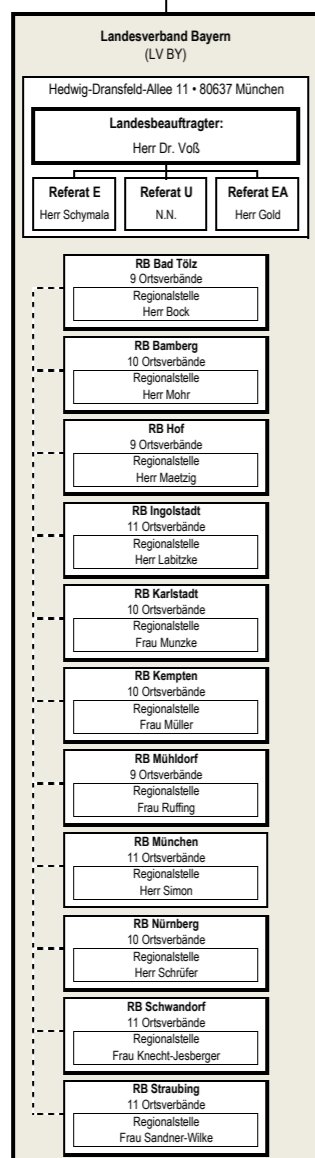 Landesverband Bayern
(LV BY)
Hedwig-Dransfeld-Allee 11 • 80637 München
Landesbeauftragter:
Herr Dr. Voß
Referat E
Herr Schymala
Referat U
N.N.
Referat EA
Herr Gold
RB Bad Tölz
9 Ortsverbände
Regionalstelle
Herr Bock
RB Bamberg
10 Ortsverbände
Regionalstelle
Herr Mohr
RB Hof
9 Ortsverbände
Regionalstelle
Herr Maetzig
RB Ingolstadt
11 Ortsverbände
Regionalstelle
Herr Labitzke
RB Karlstadt
10 Ortsverbände
Regionalstelle
Frau Munzke
RB Kempten
10 Ortsverbände
Regionalstelle
Frau Müller
RB Mühldorf
9 Ortsverbände
Regionalstelle
Frau Ruffing
RB München
11 Ortsverbände
Regionalstelle
Herr Simon
RB Nürnberg
10 Ortsverbände
Regionalstelle
Herr Schrüfer
RB Schwandorf
11 Ortsverbände
Regionalstelle
Frau Knecht-Jesberger
RB Straubing
11 Ortsverbände
Regionalstelle
Frau Sandner-Wilke